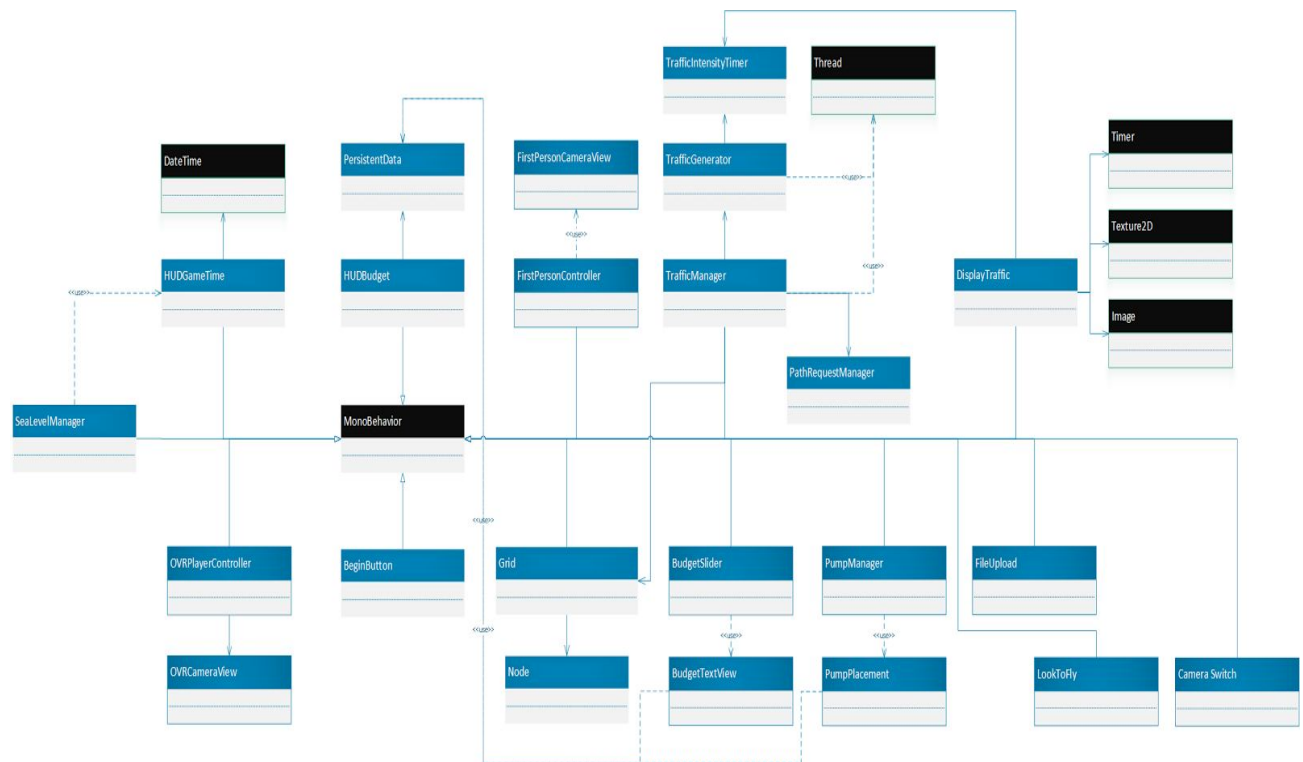 TrafficIntensityTimer
Thread
DateTime
PersistentData
FirstPersonCameraView
TrafficGenerator
Timer
<<use>>
Texture2D
<<use>>
HUDGameTime
HUDBudget
FirstPersonController
TrafficManager
DisplayTraffic
<<use>>
<<use>>
Image
PathRequestManager
SeaLevelManager
MonoBehavior
<<use>>
OVRPlayerController
BeginButton
Grid
BudgetSlider
PumpManager
FileUpload
<<use>>
<<use>>
<<use>>
OVRCameraView
Node
BudgetTextView
PumpPlacement
LookToFly
Camera Switch